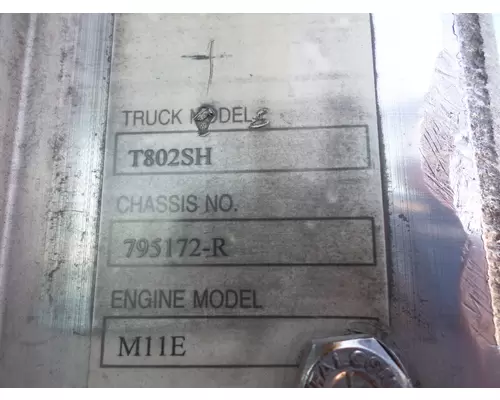 TRUCK MODEL
T802SH
CHASSIS NO.
795172-R
ENGINE MODEL
M11E